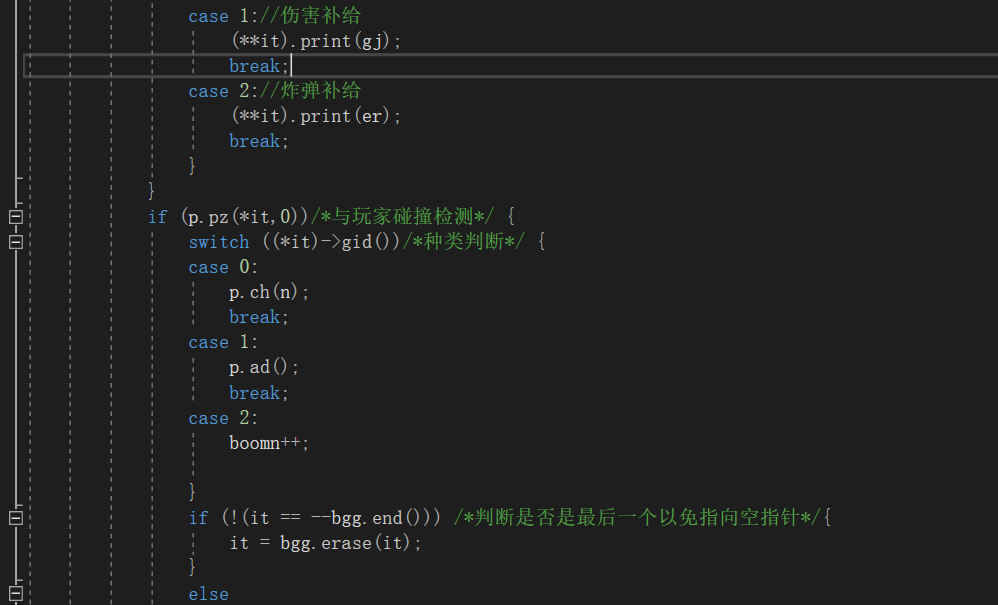 case 1://伤害补给
(**it).print(gj);
break;
case 2://炸弹补给
(**it).print(er);
break;
}
}
if (p.pz(*it,0))/*与玩家碰撞检测*/ {
switch ((*it)->gid())/*种类判断*/ {
case 0:
p.ch(n);
break;
case 1:
p.ad();
break;
case 2:
boomn++;
}
if (!(it == --bgg.end())) /*判断是否是最后一个以免指向空指针*/{
it = bgg.erase(it);
}
else